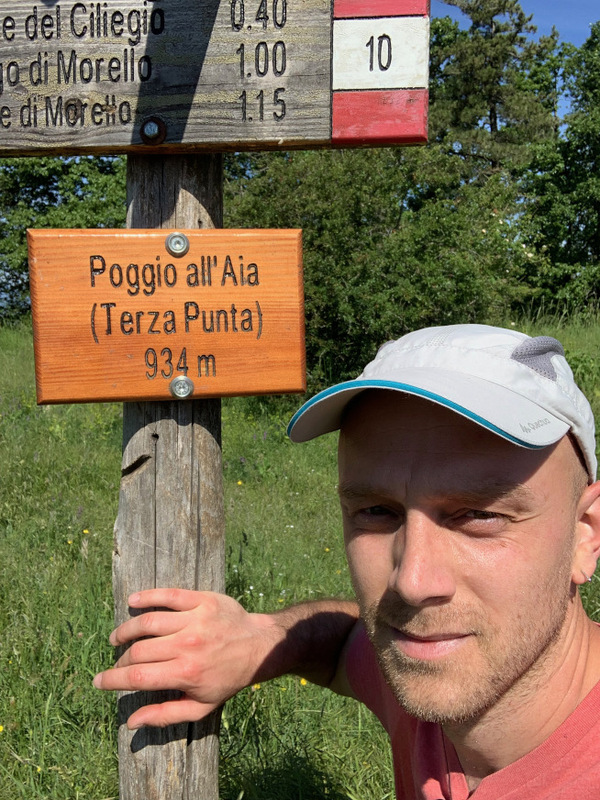 e del Ciliegio 0.40
go di Morello 1.00
e di Morello 1.15
10
Poggio all'Aia
(Terza Punta)
934 m
Quechua